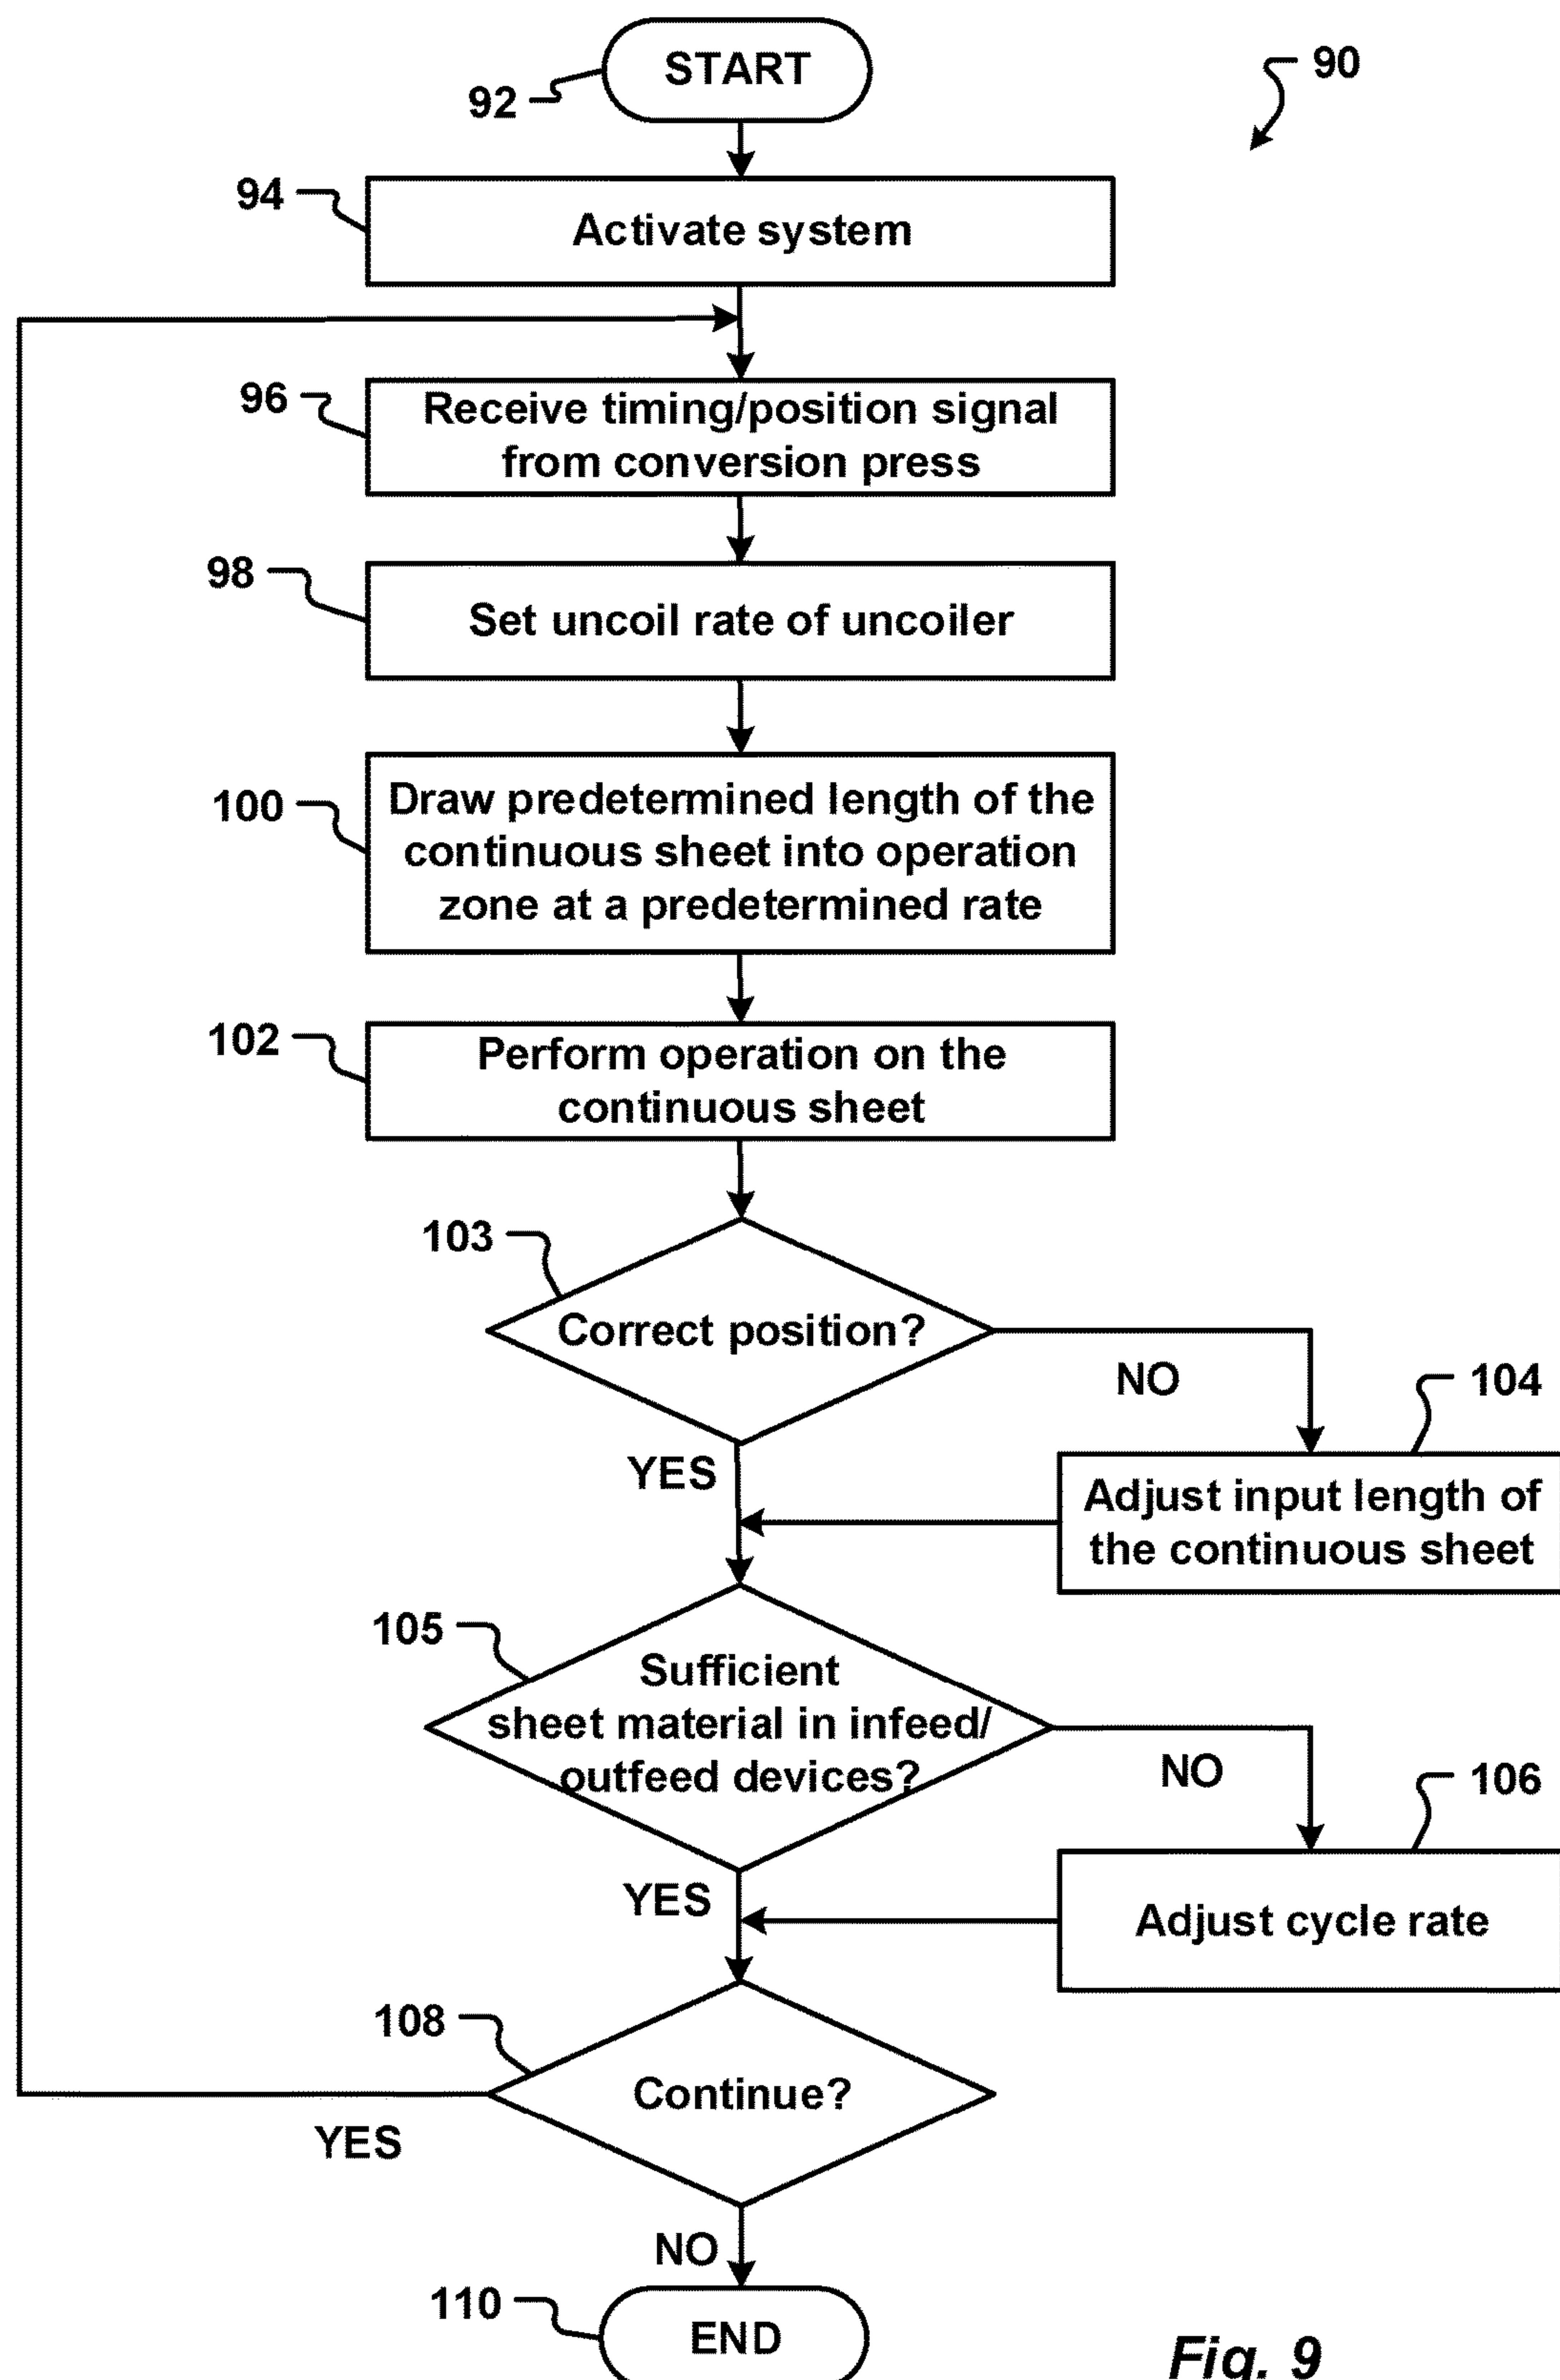 START
92
90
94
Activate system
96
Receive timing/position signal
from conversion press
98
Set uncoil rate of uncoiler
100
Draw predetermined length of the
continuous sheet into operation
zone at a predetermined rate
102
Perform operation on the
continuous sheet
103
Correct position?
NO
104
YES
Adjust input length of
the continuous sheet
105
Sufficient
sheet material in infeed/
outfeed devices?
NO
106
YES
Adjust cycle rate
108
Continue?
YES
NO
110
END
Fig. 9